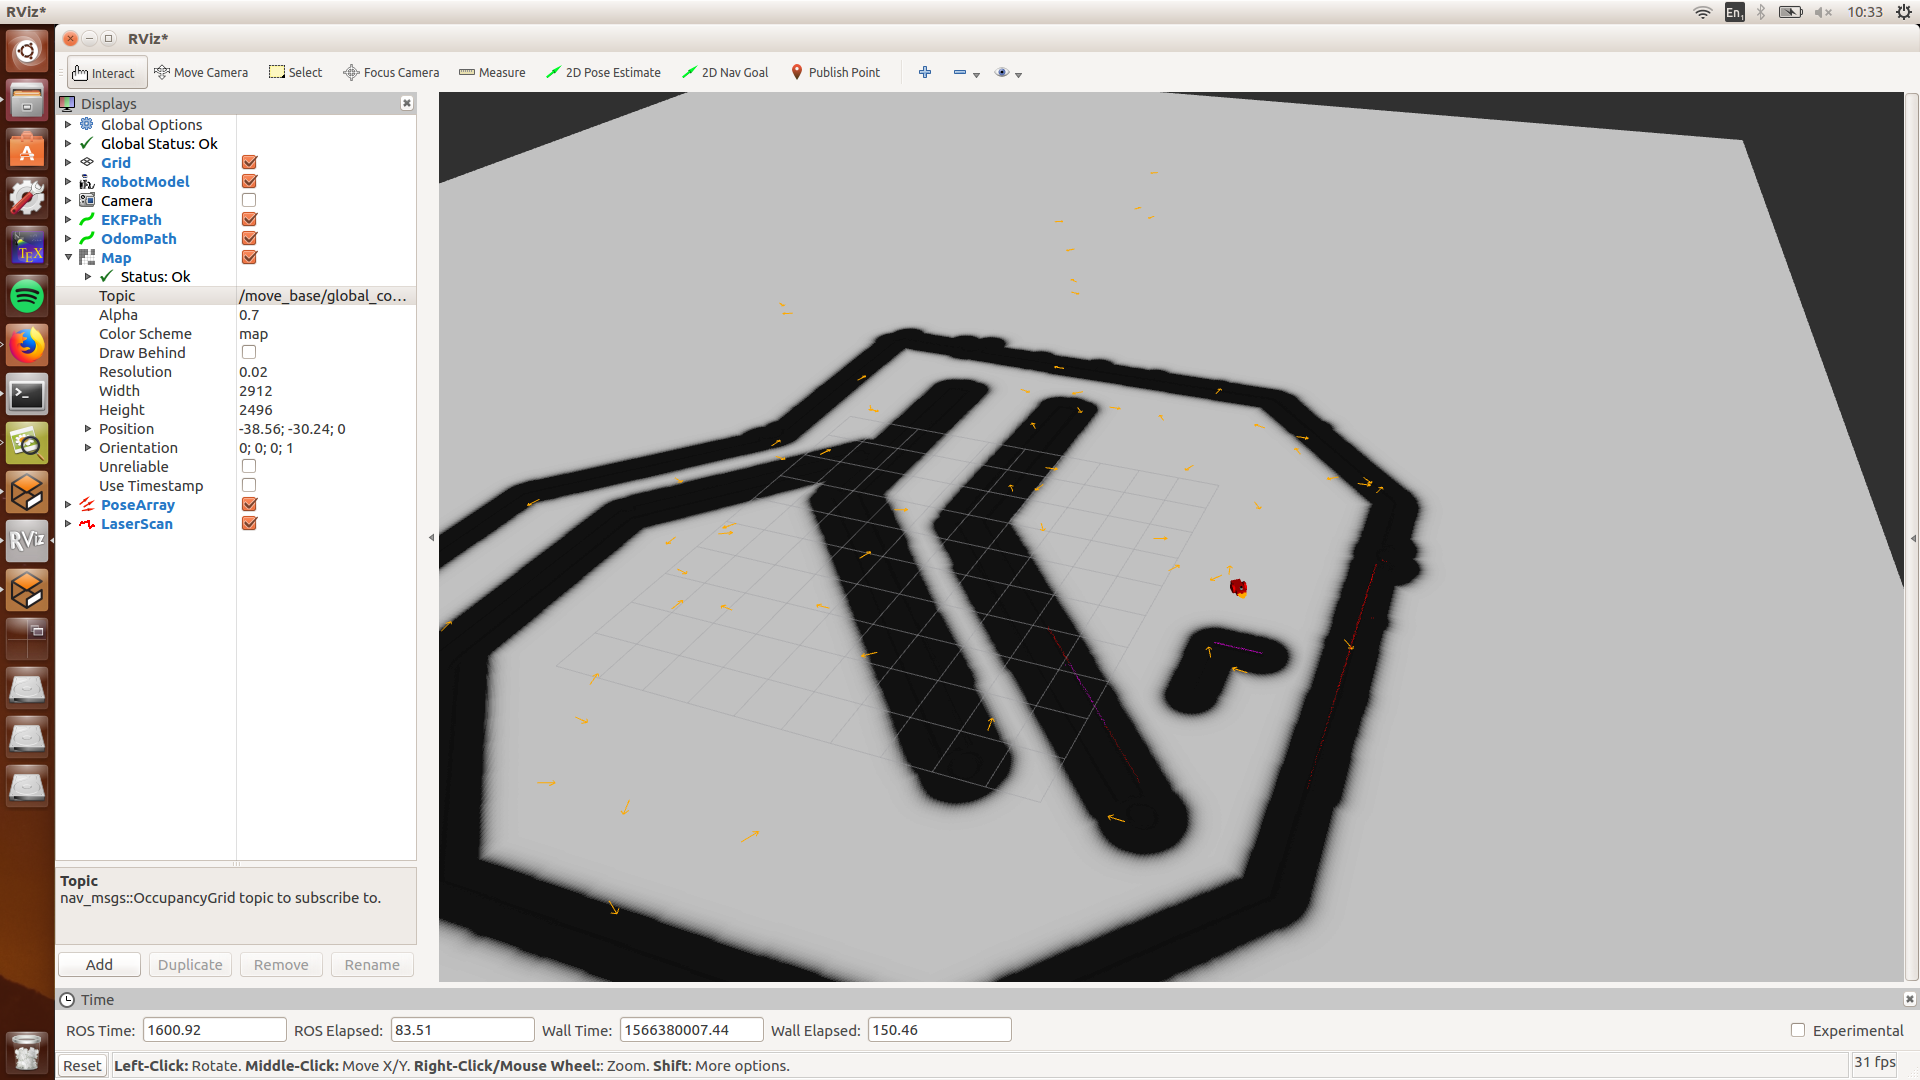 RViz*
En1
10:33
RViz*
Interact
Move Camera
Select
Focus Camera
Measure
2D Pose Estimate
2D Nav Goal
Publish Point
Displays
Global Options
Global Status: Ok
Grid
RobotModel
Camera
EKFPath
OdomPath
Map
Status: Ok
Topic /move_base/global_co...
Alpha 0.7
Color Scheme map
Draw Behind
Resolution 0.02
Width 2912
Height 2496
Position -38.56; -30.24; 0
Orientation 0; 0; 0; 1
Unreliable
Use Timestamp
PoseArray
LaserScan
TEX
RViz
Topic
nav_msgs::OccupancyGrid topic to subscribe to.
Add Duplicate Remove Rename
Time
ROS Time: 1600.92 ROS Elapsed: 83.51 Wall Time: 1566380007.44 Wall Elapsed: 150.46 Experimental
Reset Left-Click: Rotate. Middle-Click: Move X/Y. Right-Click/Mouse Wheel:: Zoom. Shift: More options. 31 fps